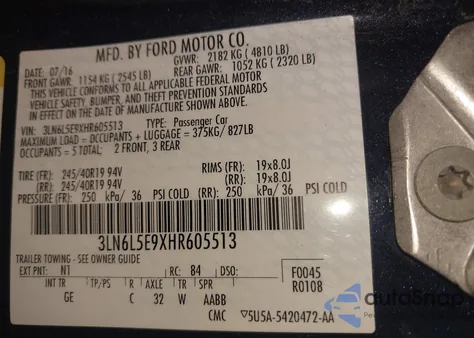 MFD. BY FORD MOTOR CO.
DATE: 07/16 GVWR: 2182 KG ( 4810 LB)
FRONT GAWR: 1154 KG ( 2545 LB) REAR GAWR: 1052 KG ( 2320 LB)
THIS VEHICLE CONFORMS TO ALL APPLICABLE FEDERAL MOTOR
VEHICLE SAFETY, BUMPER, AND THEFT PREVENTION STANDARDS
IN EFFECT ON THE DATE OF MANUFACTURE SHOWN ABOVE.
VIN: 3LN6L5E9XHR605513 TYPE: Passenger Car
MAXIMUM LOAD = OCCUPANTS + LUGGAGE = 375KG/ 827LB
OCCUPANTS = 5 TOTAL; 2 FRONT, 3 REAR
TIRE (FR): 245/40R19 94V RIMS (FR): 19x8.0J
(RR): 245/40R19 94V (RR): 19x8.0J
PRESSURE (FR): 250 kPa/ 36 PSI COLD (RR): 250 kPa/ 36 PSI COLD
3LN6L5E9XHR605513
TRAILER TOWING - SEE OWNER GUIDE
EXT PNT: N1 RC: 84 DSO: F0045
INT TR TP/PS R AXLE TR SPR R0108
GE C 32 W AABB
CMC 5U5A-5420472-AA
autoSnap